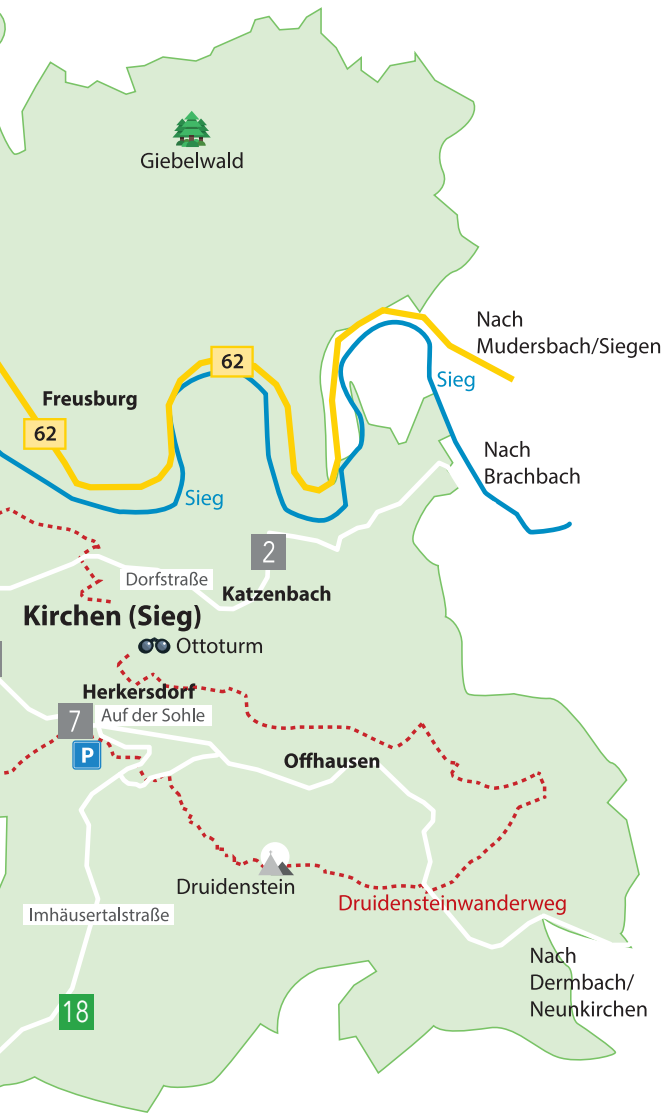 Giebelwald
Nach
Mudersbach/Siegen
62
Sieg
Freusburg
62
Nach
Brachbach
Sieg
2
Dorfstraße
Katzenbach
Kirchen (Sieg)
Ottoturm
Herkersdorf
7
Auf der Sohle
P
Offhausen
Druidenstein
Druidensteinwanderweg
Imhäusertalstraße
Nach
Dermbach/
Neunkirchen
18